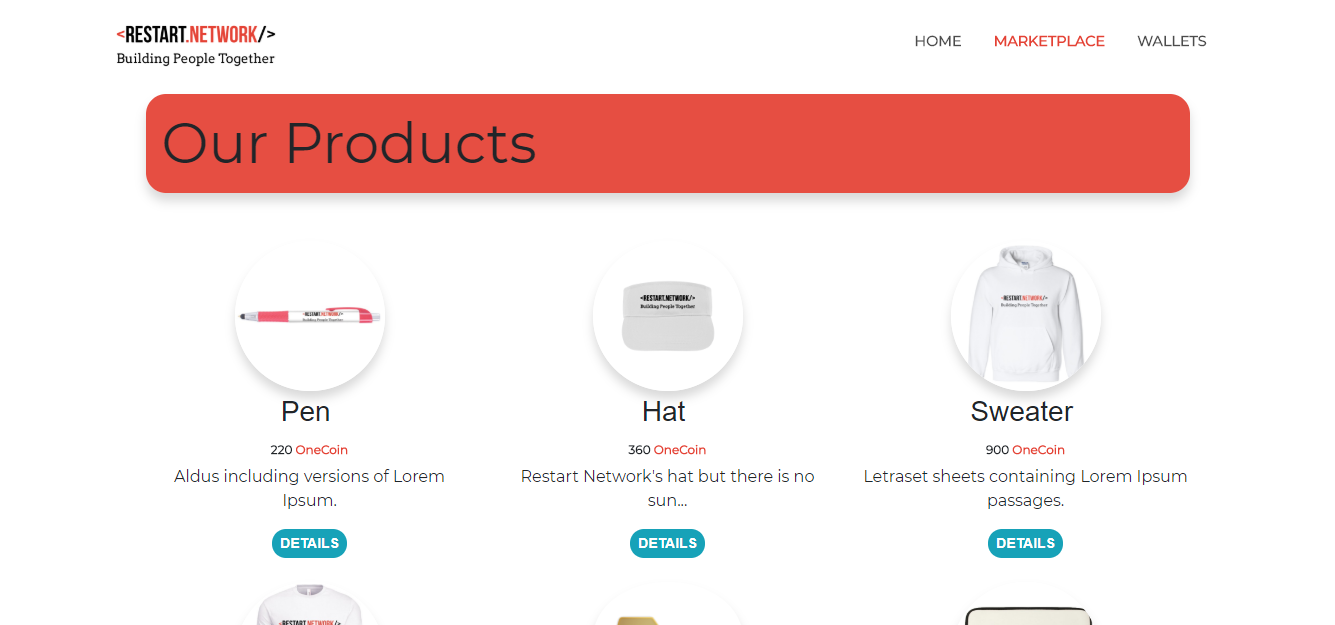 <RESTART.NETWORK/>
Building People Together
HOME MARKETPLACE WALLETS
Our Products
<RESTART.NETWORK/>
Building People Together
<RESTART.NETWORK/>
Building People Together
<RESTART.NETWORK/>
Building People Together
Pen
Hat
Sweater
220 OneCoin
360 OneCoin
900 OneCoin
Aldus including versions of Lorem
Ipsum.
Restart Network's hat but there is no
sun...
Letraset sheets containing Lorem Ipsum
passages.
DETAILS
DETAILS
DETAILS
<RESTART.NETWORK/>